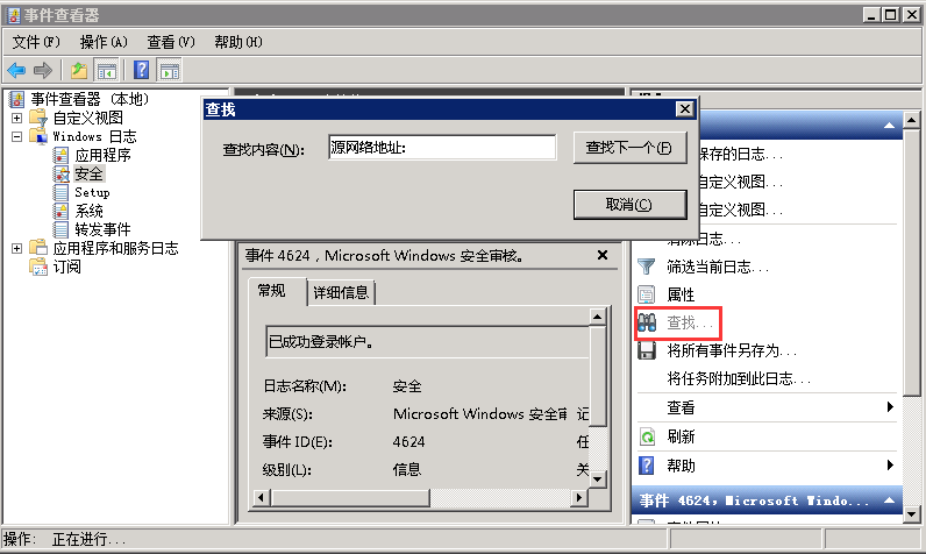 事件查看器
文件(F) 操作(A) 查看(V) 帮助(H)
事件查看器 (本地)
自定义视图
Windows 日志
应用程序
安全
Setup
系统
转发事件
应用程序和服务日志
订阅
查找
查找内容(N):
源网络地址:
查找下一个(F)
取消(C)
事件 4624，Microsoft Windows 安全审核。
常规
详细信息
已成功登录帐户。
日志名称(M): 安全
来源(S): Microsoft Windows 安全审 记
事件 ID(E): 4624 任
级别(L): 信息 关
保存的日志...
自定义视图...
自定义视图...
清除日志...
筛选当前日志...
属性
查找...
将所有事件另存为...
将任务附加到此日志...
查看
刷新
帮助
事件 4624，Microsoft Windo...
操作: 正在进行...